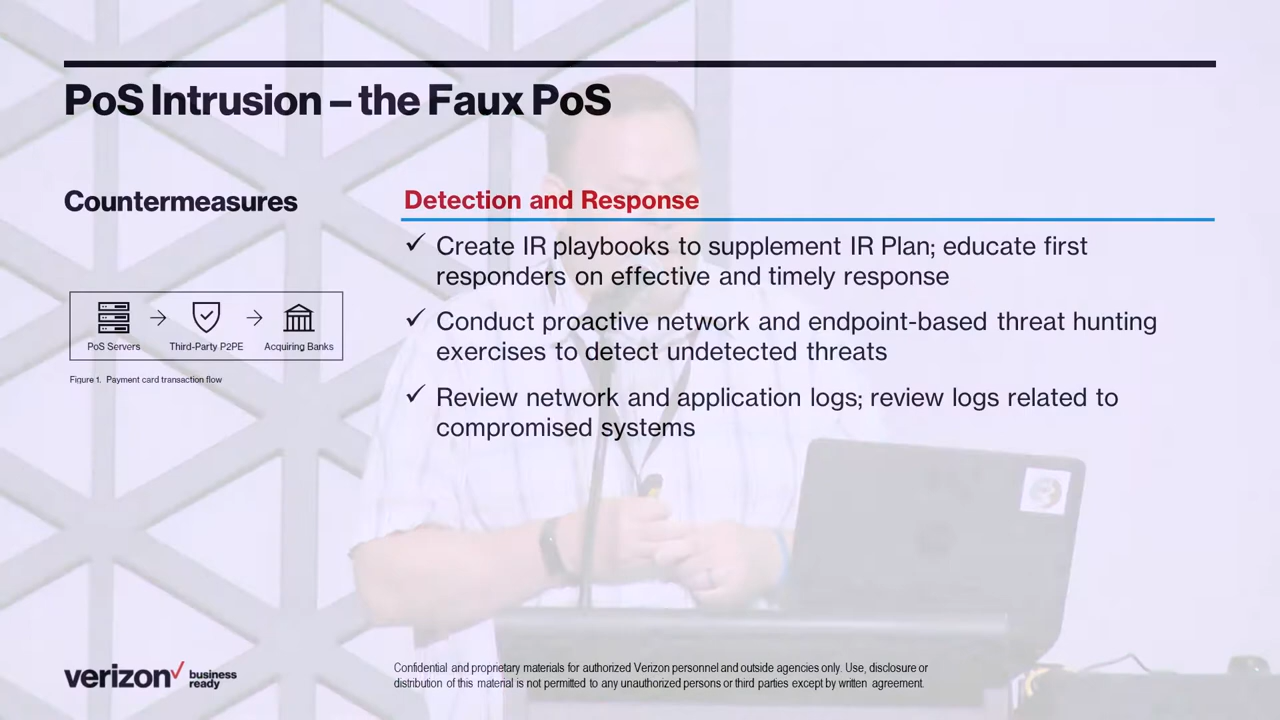 PoS Intrusion – the Faux PoS
Countermeasures
PoS Servers
Third-Party P2PE
Acquiring Banks
Figure 1. Payment card transaction flow
Detection and Response
✓ Create IR playbooks to supplement IR Plan; educate first
responders on effective and timely response
✓ Conduct proactive network and endpoint-based threat hunting
exercises to detect undetected threats
✓ Review network and application logs; review logs related to
compromised systems
verizon✓
business
ready
Confidential and proprietary materials for authorized Verizon personnel and outside agencies only. Use, disclosure or
distribution of this material is not permitted to any unauthorized persons or third parties except by written agreement.